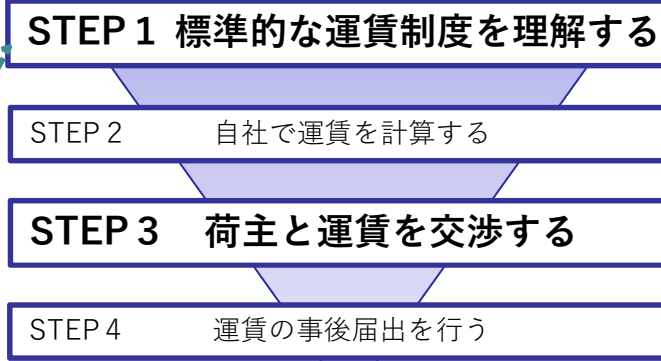 STEP１ 標準的な運賃制度を理解する
STEP２ 自社で運賃を計算する
STEP３ 荷主と運賃を交渉する
STEP４ 運賃の事後届出を行う